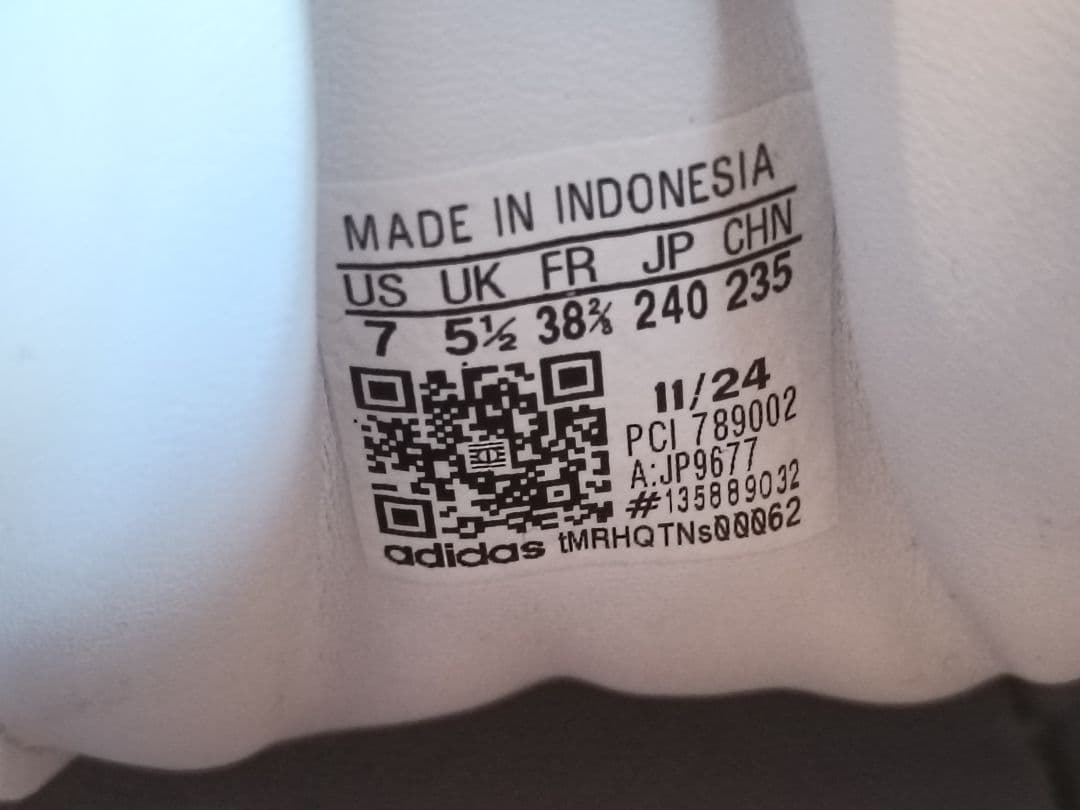 MADE IN INDONESIA
US UK FR JP CHN
7 5½ 38⅔ 240 235
11/24
PCI 789002
A:JP9677
#135889032
adidas tMRHQTNs00062